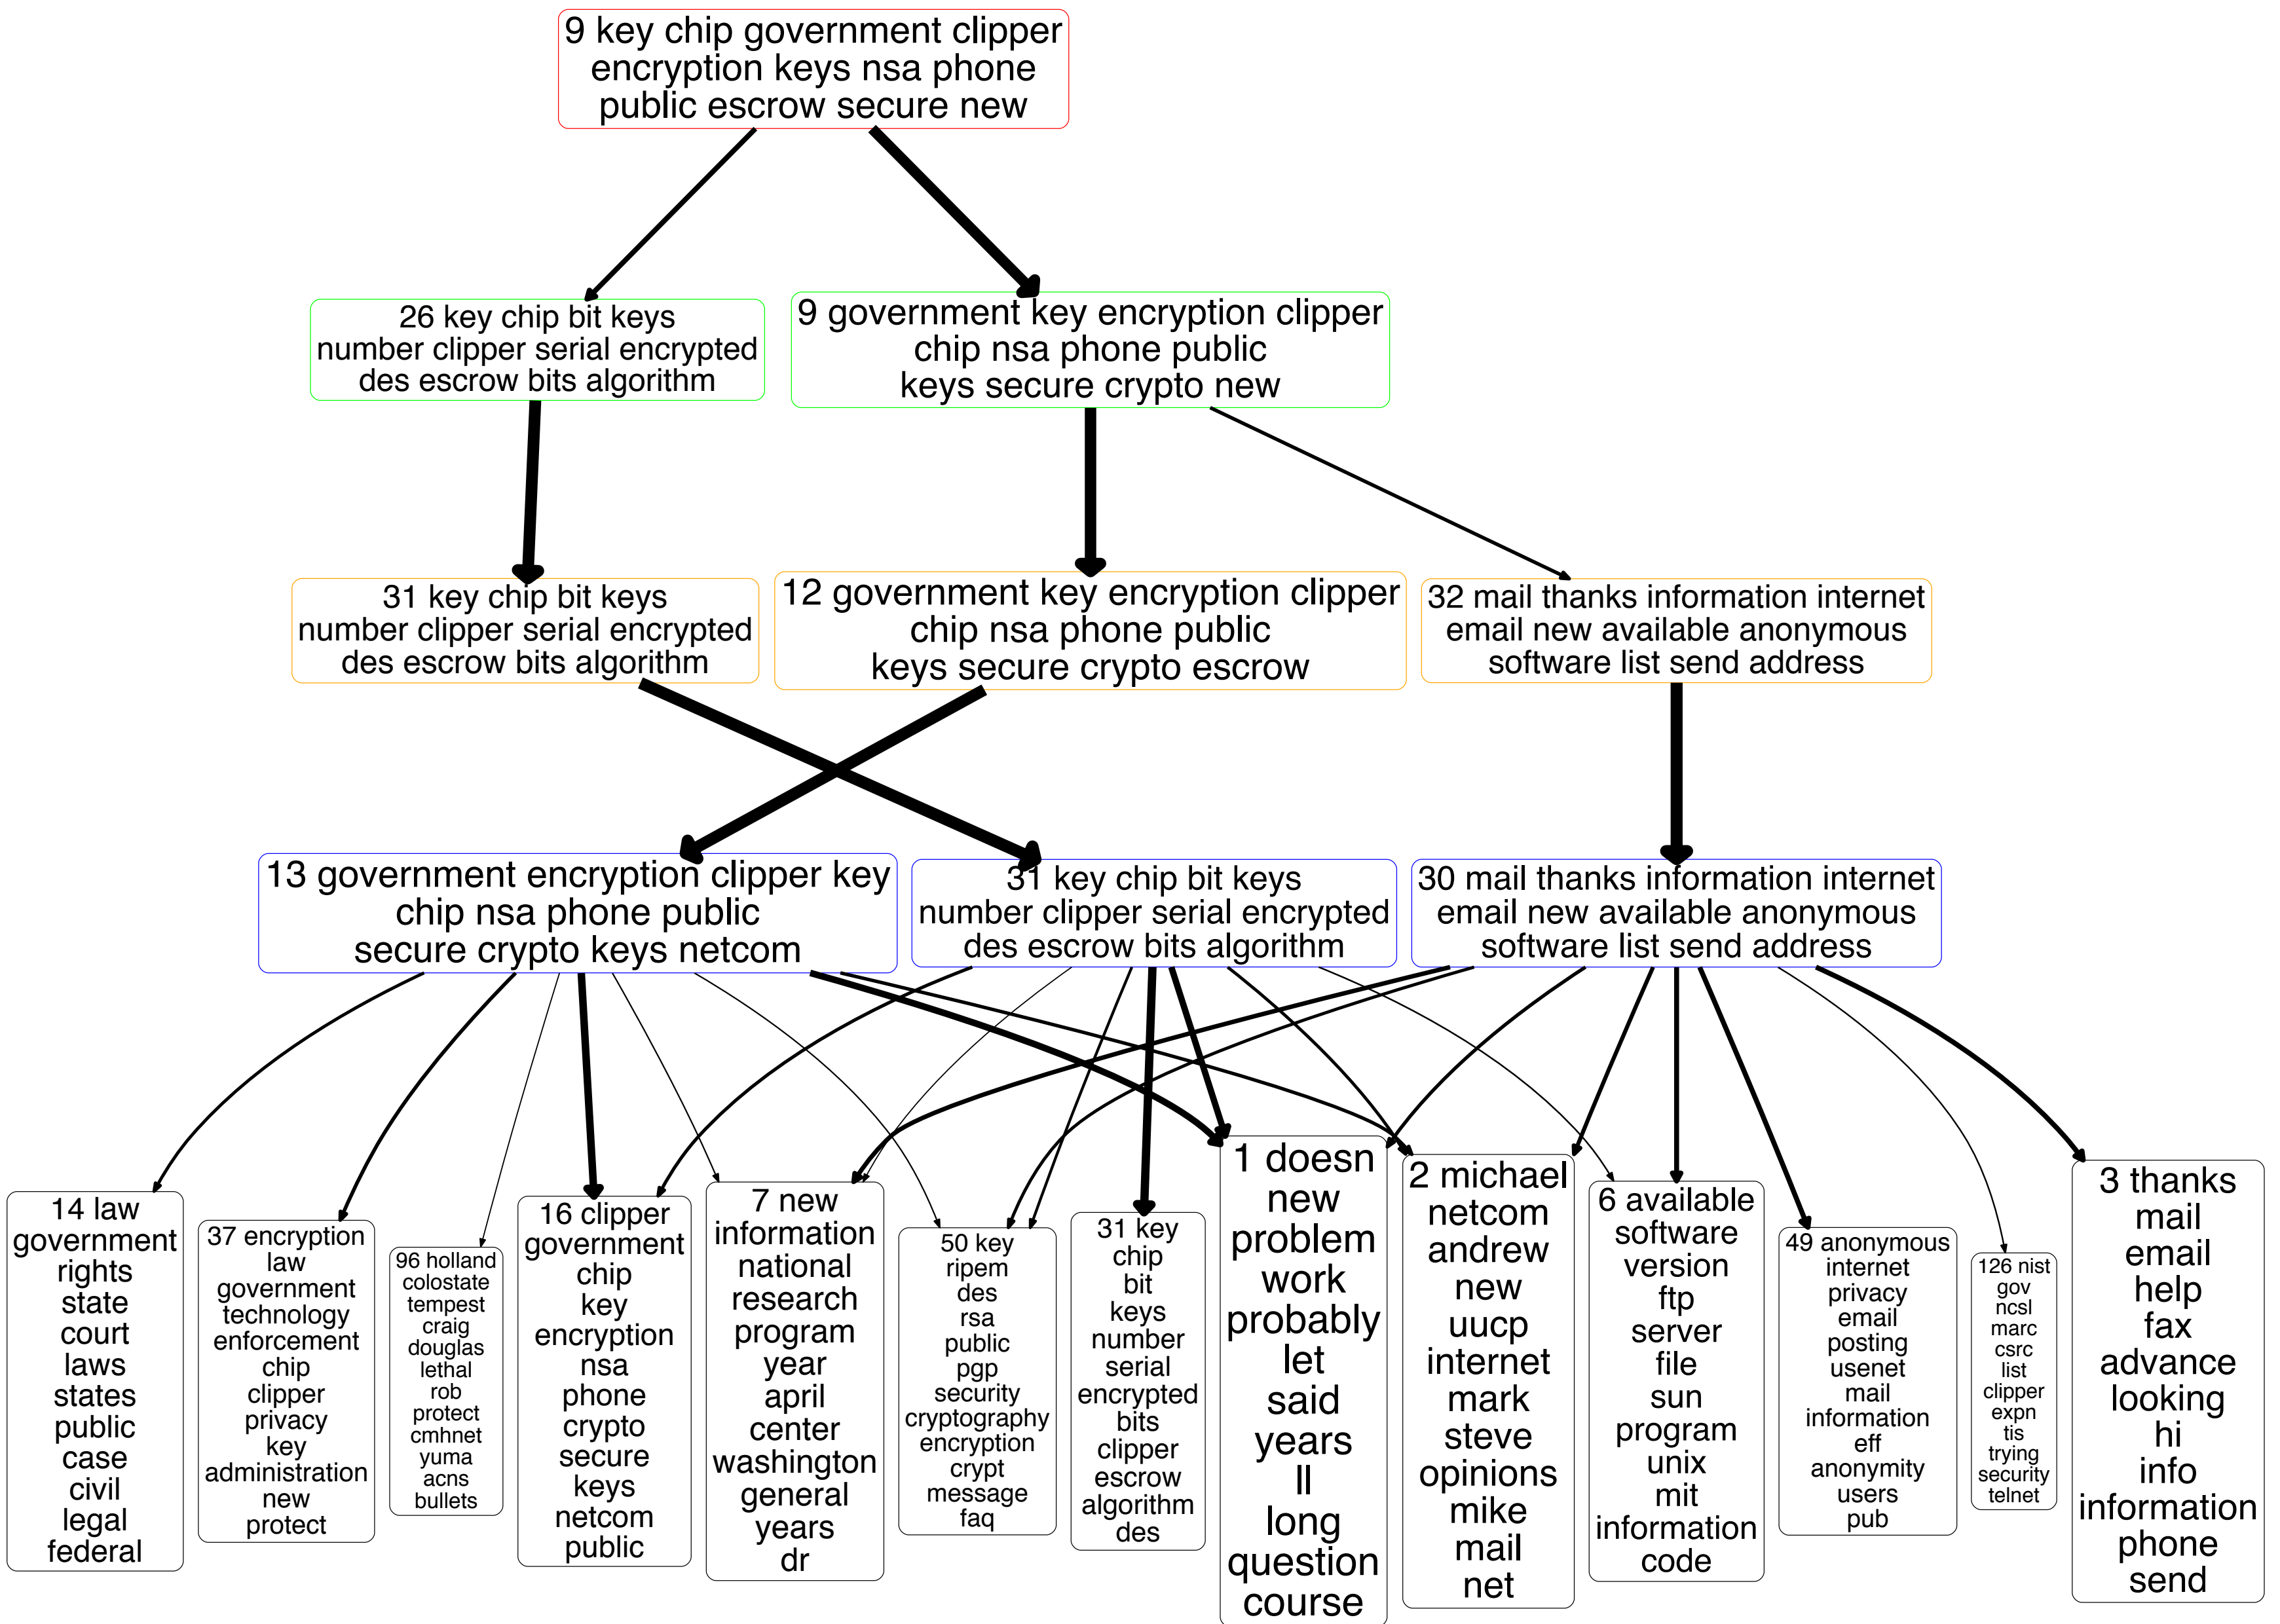 9 key chip government clipper
encryption keys nsa phone
public escrow secure new
26 key chip bit keys
number clipper serial encrypted
des escrow bits algorithm
9 government key encryption clipper
chip nsa phone public
keys secure crypto new
31 key chip bit keys
number clipper serial encrypted
des escrow bits algorithm
12 government key encryption clipper
chip nsa phone public
keys secure crypto escrow
32 mail thanks information internet
email new available anonymous
software list send address
13 government encryption clipper key
chip nsa phone public
secure crypto keys netcom
31 key chip bit keys
number clipper serial encrypted
des escrow bits algorithm
30 mail thanks information internet
email new available anonymous
software list send address
14 law
government
rights
state
court
laws
states
public
case
civil
legal
federal
37 encryption
law
government
technology
enforcement
chip
clipper
privacy
key
administration
new
protect
96 holland
colostate
tempest
craig
douglas
lethal
rob
protect
cmhnet
yuma
acns
bullets
16 clipper
government
chip
key
encryption
nsa
phone
crypto
secure
keys
netcom
public
7 new
information
national
research
program
year
april
center
washington
general
years
dr
50 key
ripem
des
rsa
public
pgp
security
cryptography
encryption
crypt
message
faq
31 key
chip
bit
keys
number
serial
encrypted
bits
clipper
escrow
algorithm
des
1 doesn
new
problem
work
probably
let
said
years
ll
long
question
course
2 michael
netcom
andrew
new
uucp
internet
mark
steve
opinions
mike
mail
net
6 available
software
version
ftp
server
file
sun
program
unix
mit
information
code
49 anonymous
internet
privacy
email
posting
usenet
mail
information
eff
anonymity
users
pub
126 nist
gov
ncsl
marc
csrc
list
clipper
expn
tis
trying
security
telnet
3 thanks
mail
email
help
fax
advance
looking
hi
info
information
phone
send